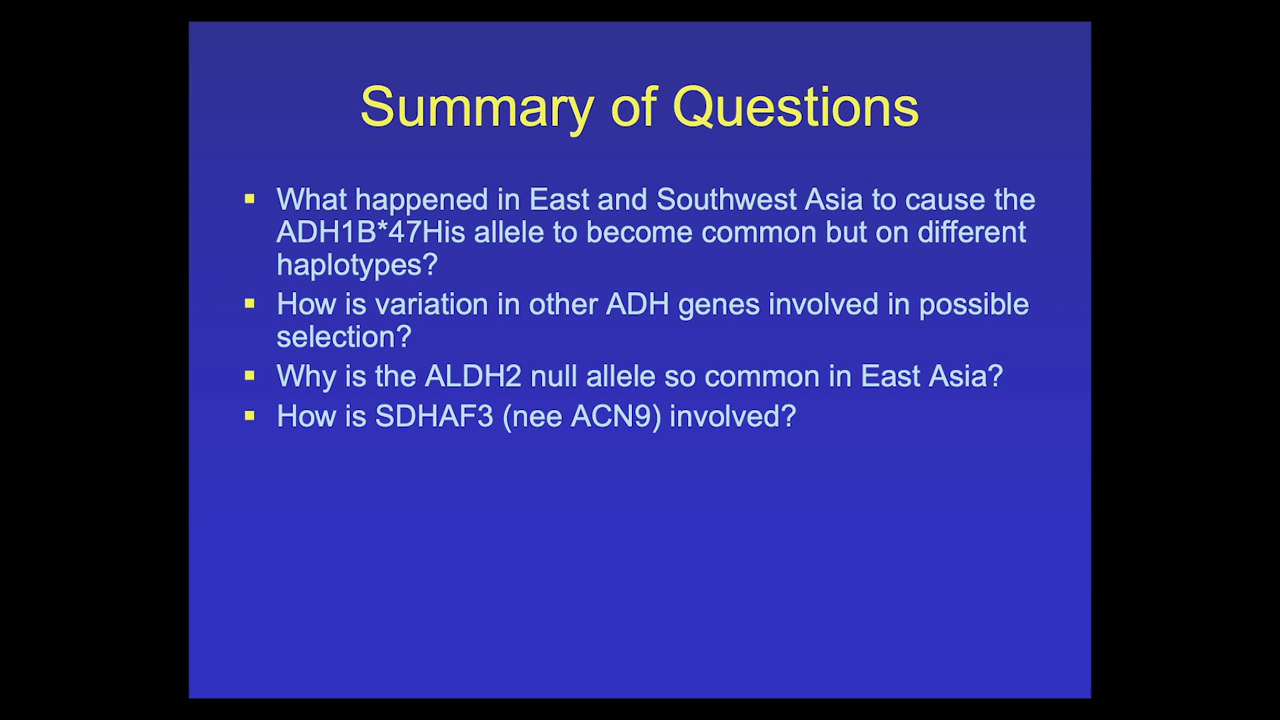 Summary of Questions
▪ What happened in East and Southwest Asia to cause the
ADH1B*47His allele to become common but on different
haplotypes?
▪ How is variation in other ADH genes involved in possible
selection?
▪ Why is the ALDH2 null allele so common in East Asia?
▪ How is SDHAF3 (nee ACN9) involved?